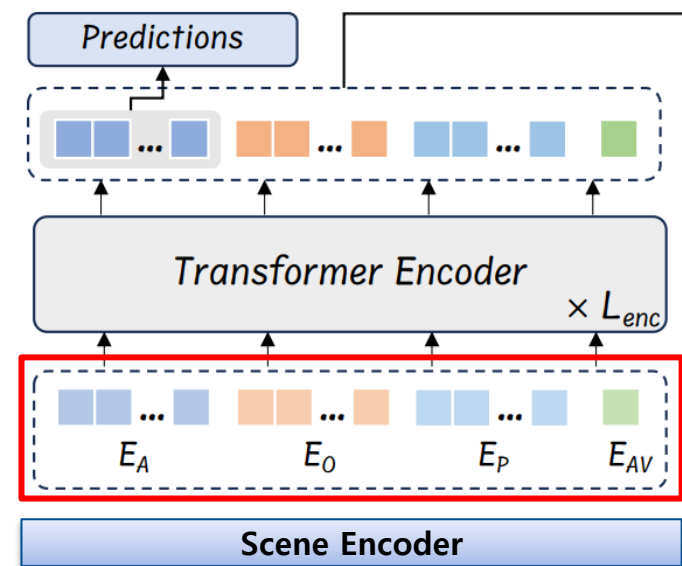 Predictions
... ... ...
Transformer Encoder
× L_enc
... ... ...
E_A E_O E_P E_AV
Scene Encoder